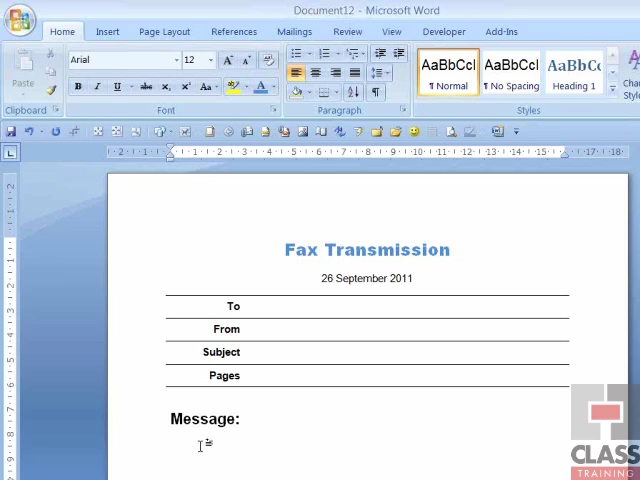 Document12 - Microsoft Word
Home Insert Page Layout References Mailings Review View Developer Add-Ins
Paste
Arial 12
AaBbCcI AaBbCcI AaBbCc
¶ Normal ¶ No Spacing Heading 1
Clipboard Font Paragraph Styles
Fax Transmission
26 September 2011
To
From
Subject
Pages
Message:
CLASS
TRAINING